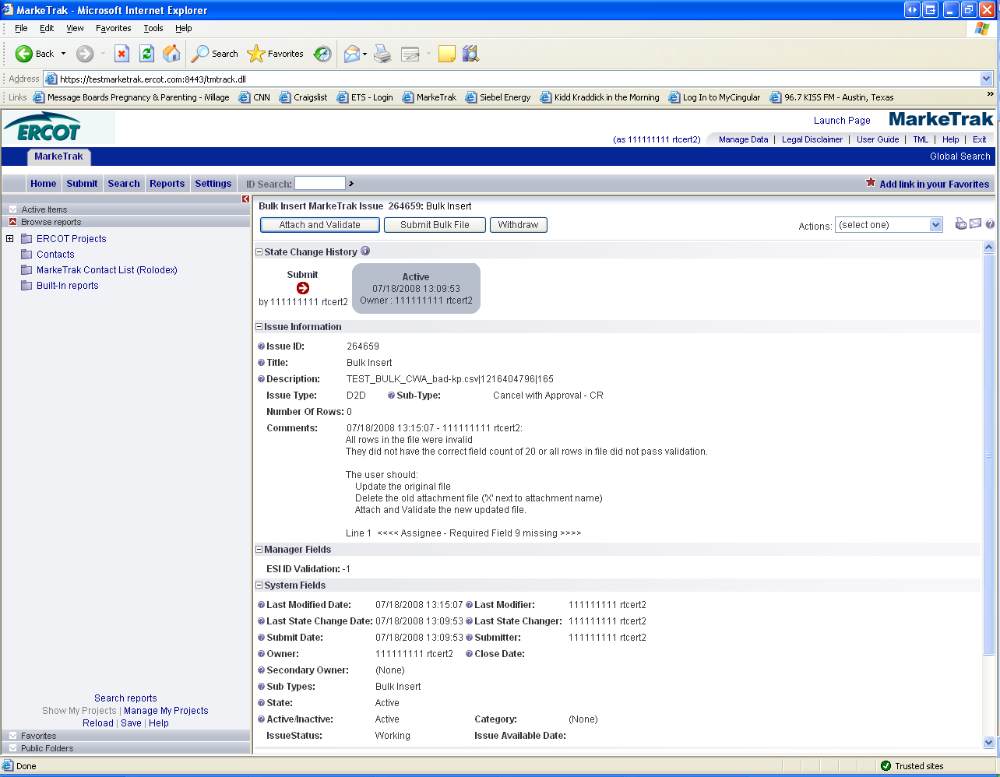 MarkeTrak - Microsoft Internet Explorer
File Edit View Favorites Tools Help
Back Search Favorites
Address https://testmarketrak.ercot.com:8443/tmtrack.dll
Links Message Boards Pregnancy & Parenting - iVillage CNN Craigslist ETS - Login MarkeTrak Siebel Energy Kidd Kraddick in the Morning Log In to MyCingular 96.7 KISS FM - Austin, Texas »
ERCOT Launch Page MarkeTrak
(as 111111111 rtcert2) Manage Data | Legal Disclaimer | User Guide | TML | Help | Exit
MarkeTrak Global Search
Home Submit Search Reports Settings ID Search: Add link in your Favorites
Active Items
Browse reports
ERCOT Projects
Contacts
MarkeTrak Contact List (Rolodex)
Built-In reports
Search reports
Show My Projects | Manage My Projects
Reload | Save | Help
Favorites
Public Folders
Bulk Insert MarkeTrak Issue 264659: Bulk Insert
Attach and Validate Submit Bulk File Withdraw Actions: (select one)
State Change History
Submit
by 111111111 rtcert2
Active
07/18/2008 13:09:53
Owner : 111111111 rtcert2
Issue Information
Issue ID: 264659
Title: Bulk Insert
Description: TEST_BULK_CWA_bad-kp.csv|1216404796|165
Issue Type: D2D Sub-Type: Cancel with Approval - CR
Number Of Rows: 0
Comments: 07/18/2008 13:15:07 - 111111111 rtcert2:
All rows in the file were invalid
They did not have the correct field count of 20 or all rows in file did not pass validation.
The user should:
Update the original file
Delete the old attachment file ('X' next to attachment name)
Attach and Validate the new updated file.
Line 1 <<<< Assignee - Required Field 9 missing >>>>
Manager Fields
ESI ID Validation: -1
System Fields
Last Modified Date: 07/18/2008 13:15:07 Last Modifier: 111111111 rtcert2
Last State Change Date: 07/18/2008 13:09:53 Last State Changer: 111111111 rtcert2
Submit Date: 07/18/2008 13:09:53 Submitter: 111111111 rtcert2
Owner: 111111111 rtcert2 Close Date:
Secondary Owner: (None)
Sub Types: Bulk Insert
State: Active
Active/Inactive: Active Category: (None)
IssueStatus: Working Issue Available Date:
Done Trusted sites